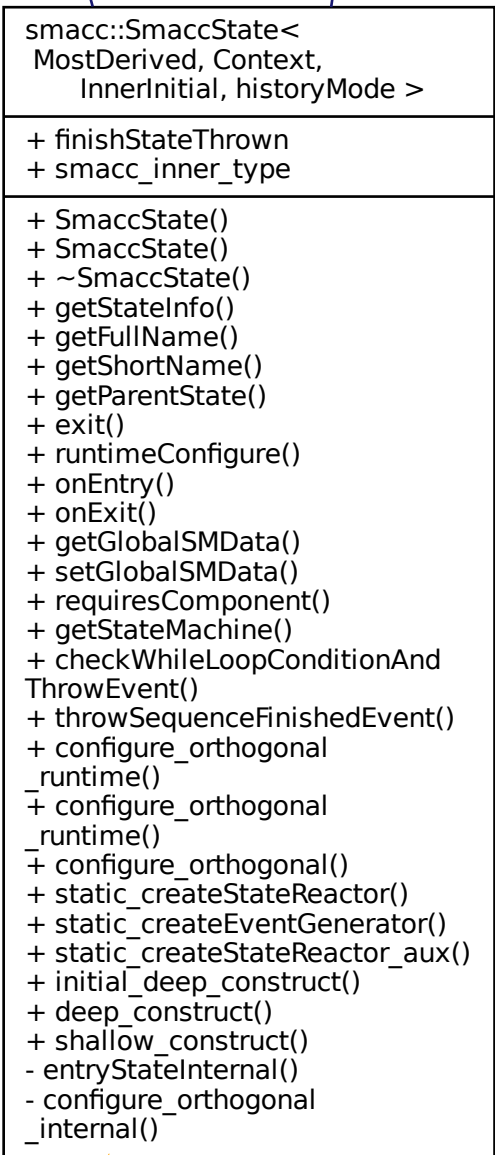 smacc::SmaccState<
MostDerived, Context,
InnerInitial, historyMode >
+ finishStateThrown
+ smacc_inner_type
+ SmaccState()
+ SmaccState()
+ ~SmaccState()
+ getStateInfo()
+ getFullName()
+ getShortName()
+ getParentState()
+ exit()
+ runtimeConfigure()
+ onEntry()
+ onExit()
+ getGlobalSMData()
+ setGlobalSMData()
+ requiresComponent()
+ getStateMachine()
+ checkWhileLoopConditionAnd
ThrowEvent()
+ throwSequenceFinishedEvent()
+ configure_orthogonal
_runtime()
+ configure_orthogonal
_runtime()
+ configure_orthogonal()
+ static_createStateReactor()
+ static_createEventGenerator()
+ static_createStateReactor_aux()
+ initial_deep_construct()
+ deep_construct()
+ shallow_construct()
- entryStateInternal()
- configure_orthogonal
_internal()